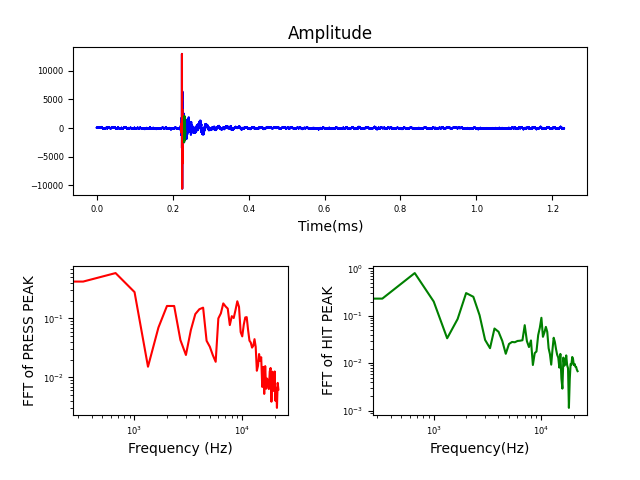 Amplitude
10000
5000
0
−5000
−10000
0.0 0.2 0.4 0.6 0.8 1.0 1.2
Time(ms)
FFT of PRESS PEAK
10⁻¹
10⁻²
10³ 10⁴
Frequency (Hz)
FFT of HIT PEAK
10⁰
10⁻¹
10⁻²
10⁻³
10³ 10⁴
Frequency(Hz)